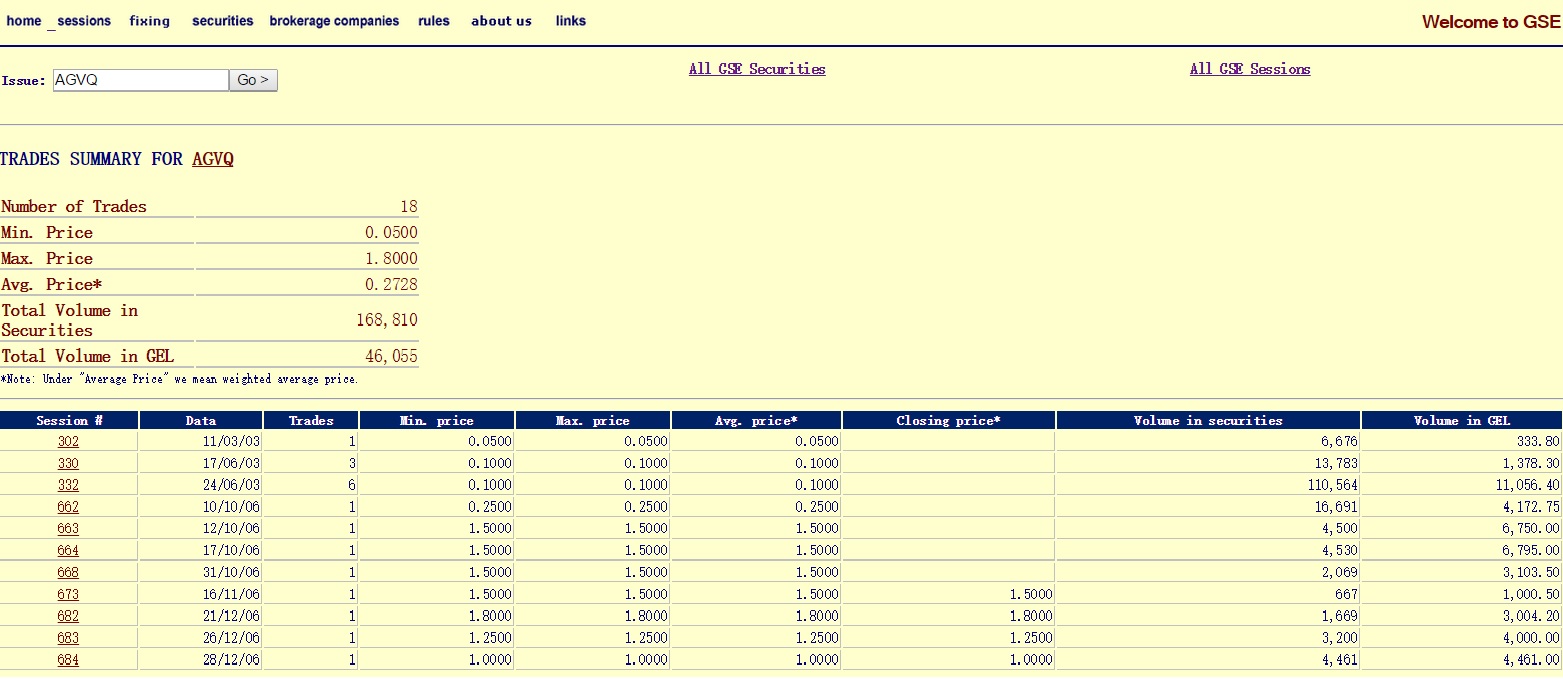 home _sessions fixing securities brokerage companies rules about us links Welcome to GSE
Issue: AGVQ Go > All GSE Securities All GSE Sessions
TRADES SUMMARY FOR AGVQ
Number of Trades 18
Min. Price 0.0500
Max. Price 1.8000
Avg. Price* 0.2728
Total Volume in
Securities 168,810
Total Volume in GEL 46,055
*Note: Under "Average Price" we mean weighted average price.
Session # Data Trades Min. price Max. price Avg. price* Closing price* Volume in securities Volume in GEL
302 11/03/03 1 0.0500 0.0500 0.0500 6,676 333.80
330 17/06/03 3 0.1000 0.1000 0.1000 13,783 1,378.30
332 24/06/03 6 0.1000 0.1000 0.1000 110,564 11,056.40
662 10/10/06 1 0.2500 0.2500 0.2500 16,691 4,172.75
663 12/10/06 1 1.5000 1.5000 1.5000 4,500 6,750.00
664 17/10/06 1 1.5000 1.5000 1.5000 4,530 6,795.00
668 31/10/06 1 1.5000 1.5000 1.5000 2,069 3,103.50
673 16/11/06 1 1.5000 1.5000 1.5000 1.5000 667 1,000.50
682 21/12/06 1 1.8000 1.8000 1.8000 1.8000 1,669 3,004.20
683 26/12/06 1 1.2500 1.2500 1.2500 1.2500 3,200 4,000.00
684 28/12/06 1 1.0000 1.0000 1.0000 1.0000 4,461 4,461.00